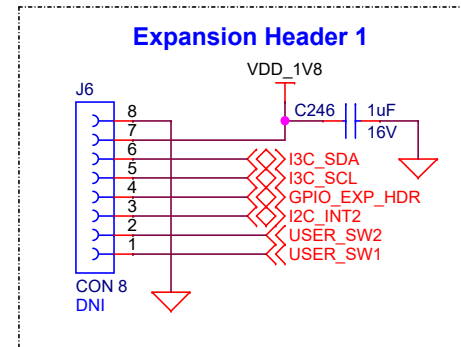 Expansion Header 1
VDD_1V8
J6
C246 1uF
16V
8
7
6 I3C_SDA
5 I3C_SCL
4 GPIO_EXP_HDR
3 I2C_INT2
2 USER_SW2
1 USER_SW1
CON 8
DNI